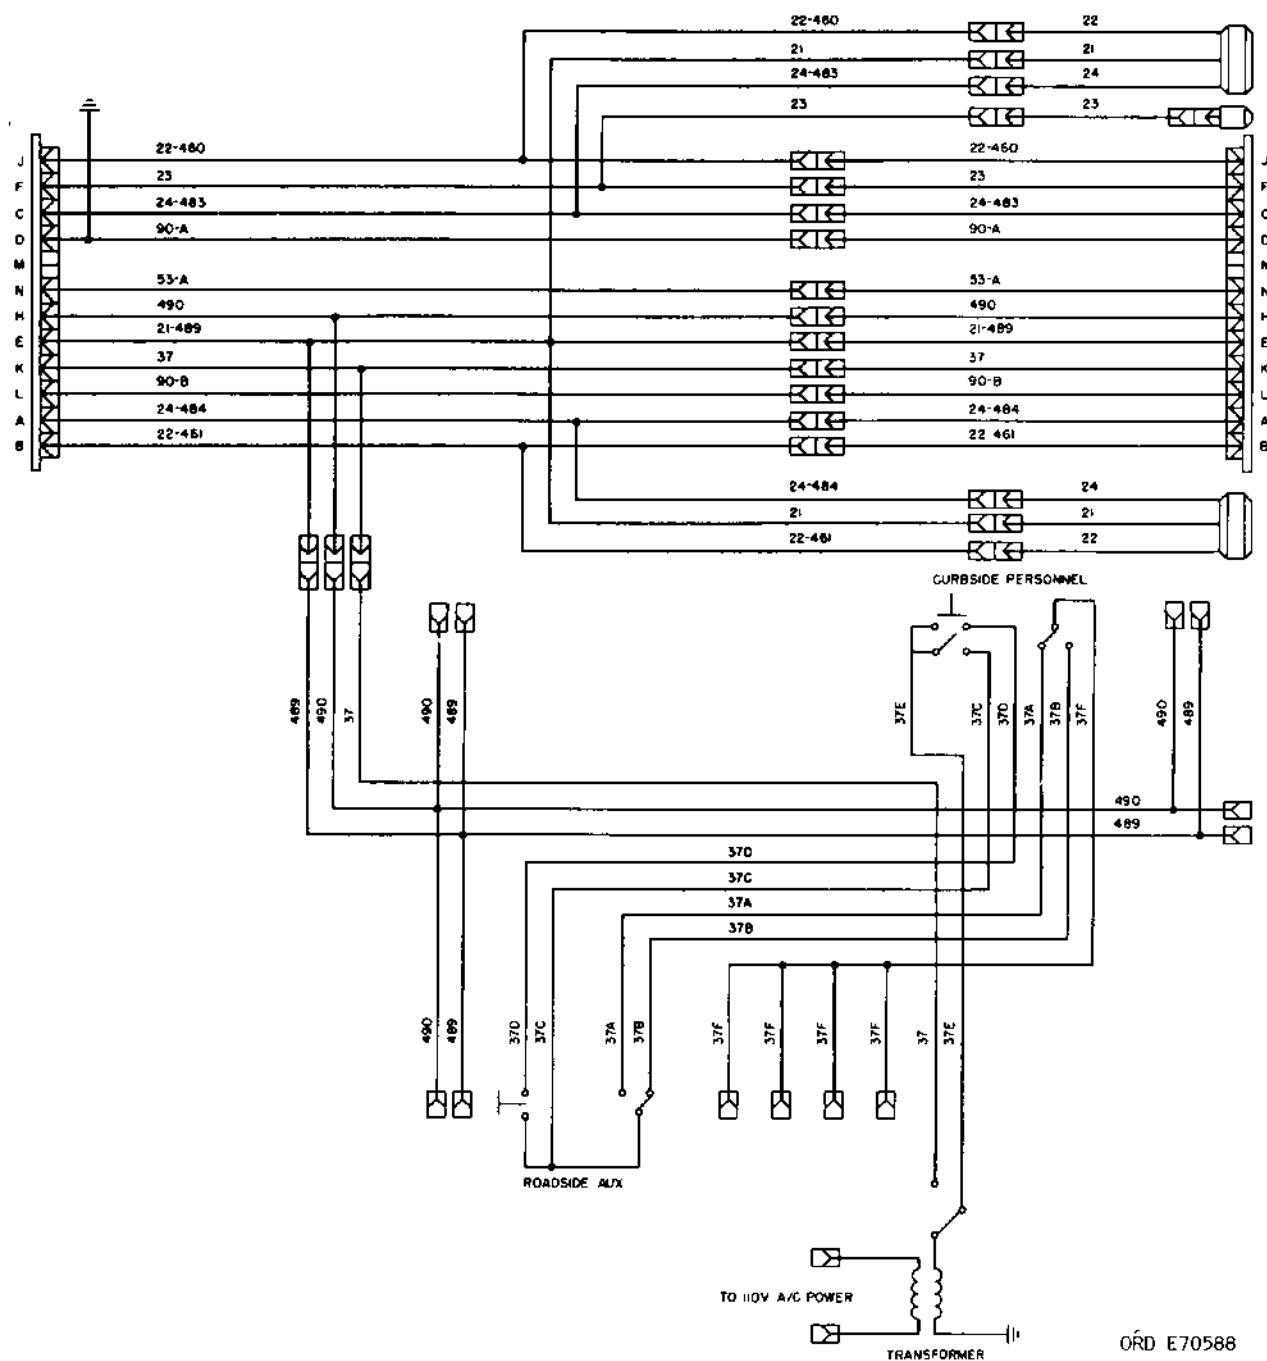 22-460 22
21 21
24-483 24
23 23
J 22-460 22-460 J
F 23 23 F
C 24-483 24-483 C
D 90-A 90-A D
M M
N 53-A 53-A N
H 490 490 H
E 21-489 21-489 E
K 37 37 K
L 90-B 90-B L
A 24-484 24-484 A
B 22-461 22 461 B
24-484 24
21 21
22-461 22
CURBSIDE PERSONNEL
489 490 37 490 489 37E 37C 37D 37A 37B 37F 490 489
490
489
37D
37C
37A
37B
490 489 37D 37C 37A 37B 37F 37F 37F 37F 37 37E
ROADSIDE AUX
TO 110V A/C POWER
TRANSFORMER
ORD E70588